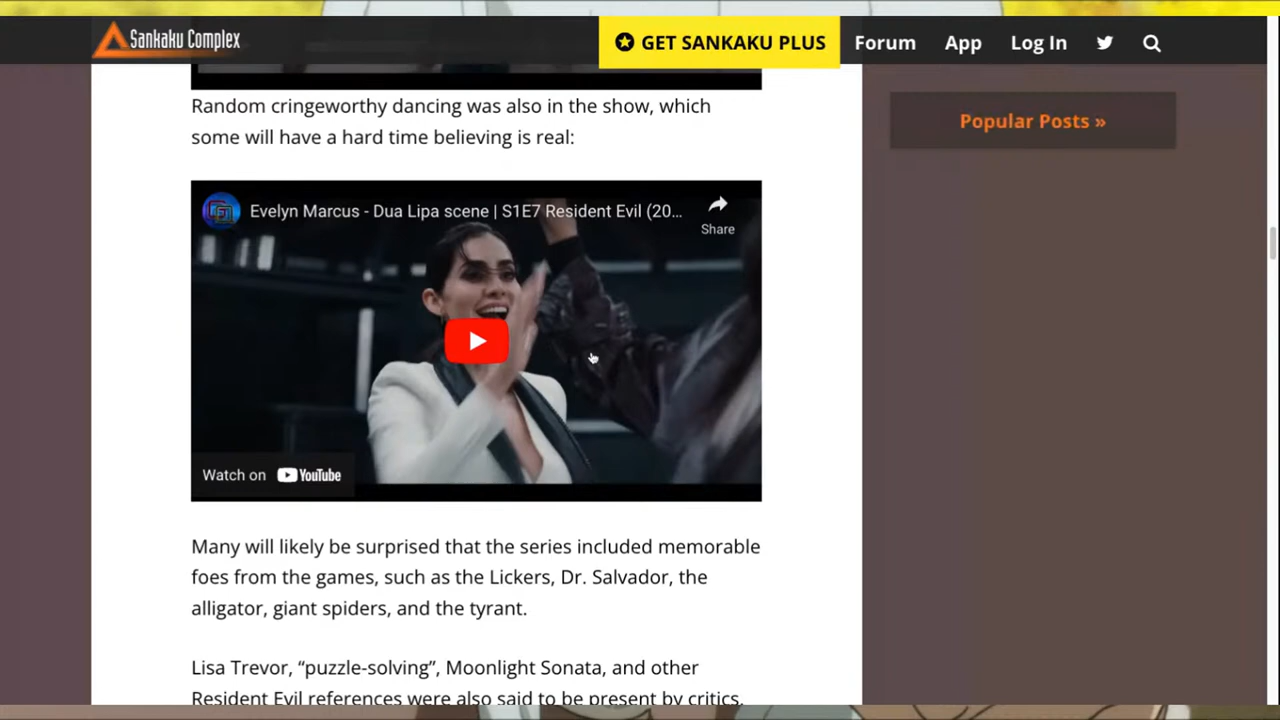 Sankaku Complex
GET SANKAKU PLUS
Forum
App
Log In
Random cringeworthy dancing was also in the show, which
some will have a hard time believing is real:
Popular Posts »
Evelyn Marcus - Dua Lipa scene | S1E7 Resident Evil (20...
Share
Watch on YouTube
Many will likely be surprised that the series included memorable
foes from the games, such as the Lickers, Dr. Salvador, the
alligator, giant spiders, and the tyrant.
Lisa Trevor, “puzzle-solving”, Moonlight Sonata, and other
Resident Evil references were also said to be present by critics.